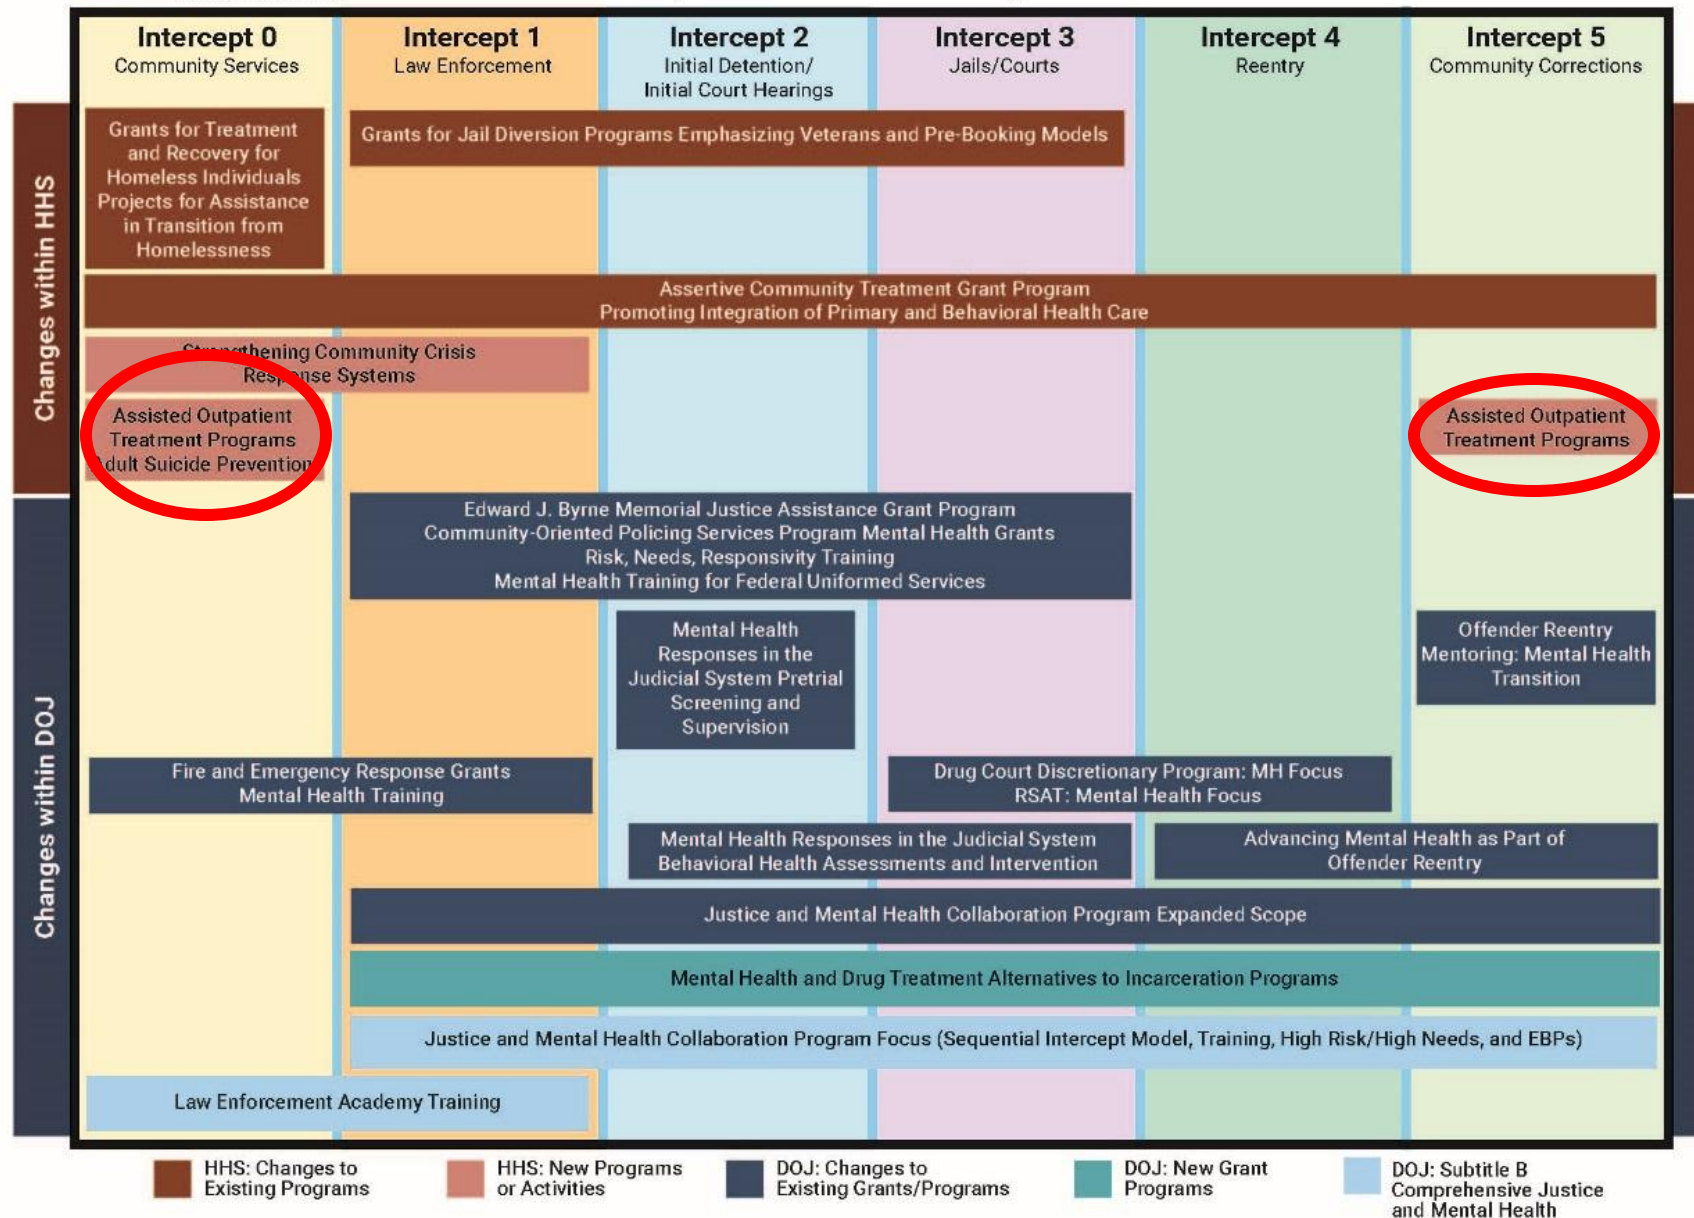 Intercept 0
Community Services
Intercept 1
Law Enforcement
Intercept 2
Initial Detention/
Initial Court Hearings
Intercept 3
Jails/Courts
Intercept 4
Reentry
Intercept 5
Community Corrections
Changes within HHS
Grants for Treatment
and Recovery for
Homeless Individuals
Projects for Assistance
in Transition from
Homelessness
Grants for Jail Diversion Programs Emphasizing Veterans and Pre-Booking Models
Assertive Community Treatment Grant Program
Promoting Integration of Primary and Behavioral Health Care
Strengthening Community Crisis
Response Systems
Assisted Outpatient
Treatment Programs
Adult Suicide Prevention
Assisted Outpatient
Treatment Programs
Changes within DOJ
Edward J. Byrne Memorial Justice Assistance Grant Program
Community-Oriented Policing Services Program Mental Health Grants
Risk, Needs, Responsivity Training
Mental Health Training for Federal Uniformed Services
Mental Health
Responses in the
Judicial System Pretrial
Screening and
Supervision
Offender Reentry
Mentoring: Mental Health
Transition
Fire and Emergency Response Grants
Mental Health Training
Drug Court Discretionary Program: MH Focus
RSAT: Mental Health Focus
Mental Health Responses in the Judicial System
Behavioral Health Assessments and Intervention
Advancing Mental Health as Part of
Offender Reentry
Justice and Mental Health Collaboration Program Expanded Scope
Mental Health and Drug Treatment Alternatives to Incarceration Programs
Justice and Mental Health Collaboration Program Focus (Sequential Intercept Model, Training, High Risk/High Needs, and EBPs)
Law Enforcement Academy Training
HHS: Changes to
Existing Programs
HHS: New Programs
or Activities
DOJ: Changes to
Existing Grants/Programs
DOJ: New Grant
Programs
DOJ: Subtitle B
Comprehensive Justice
and Mental Health